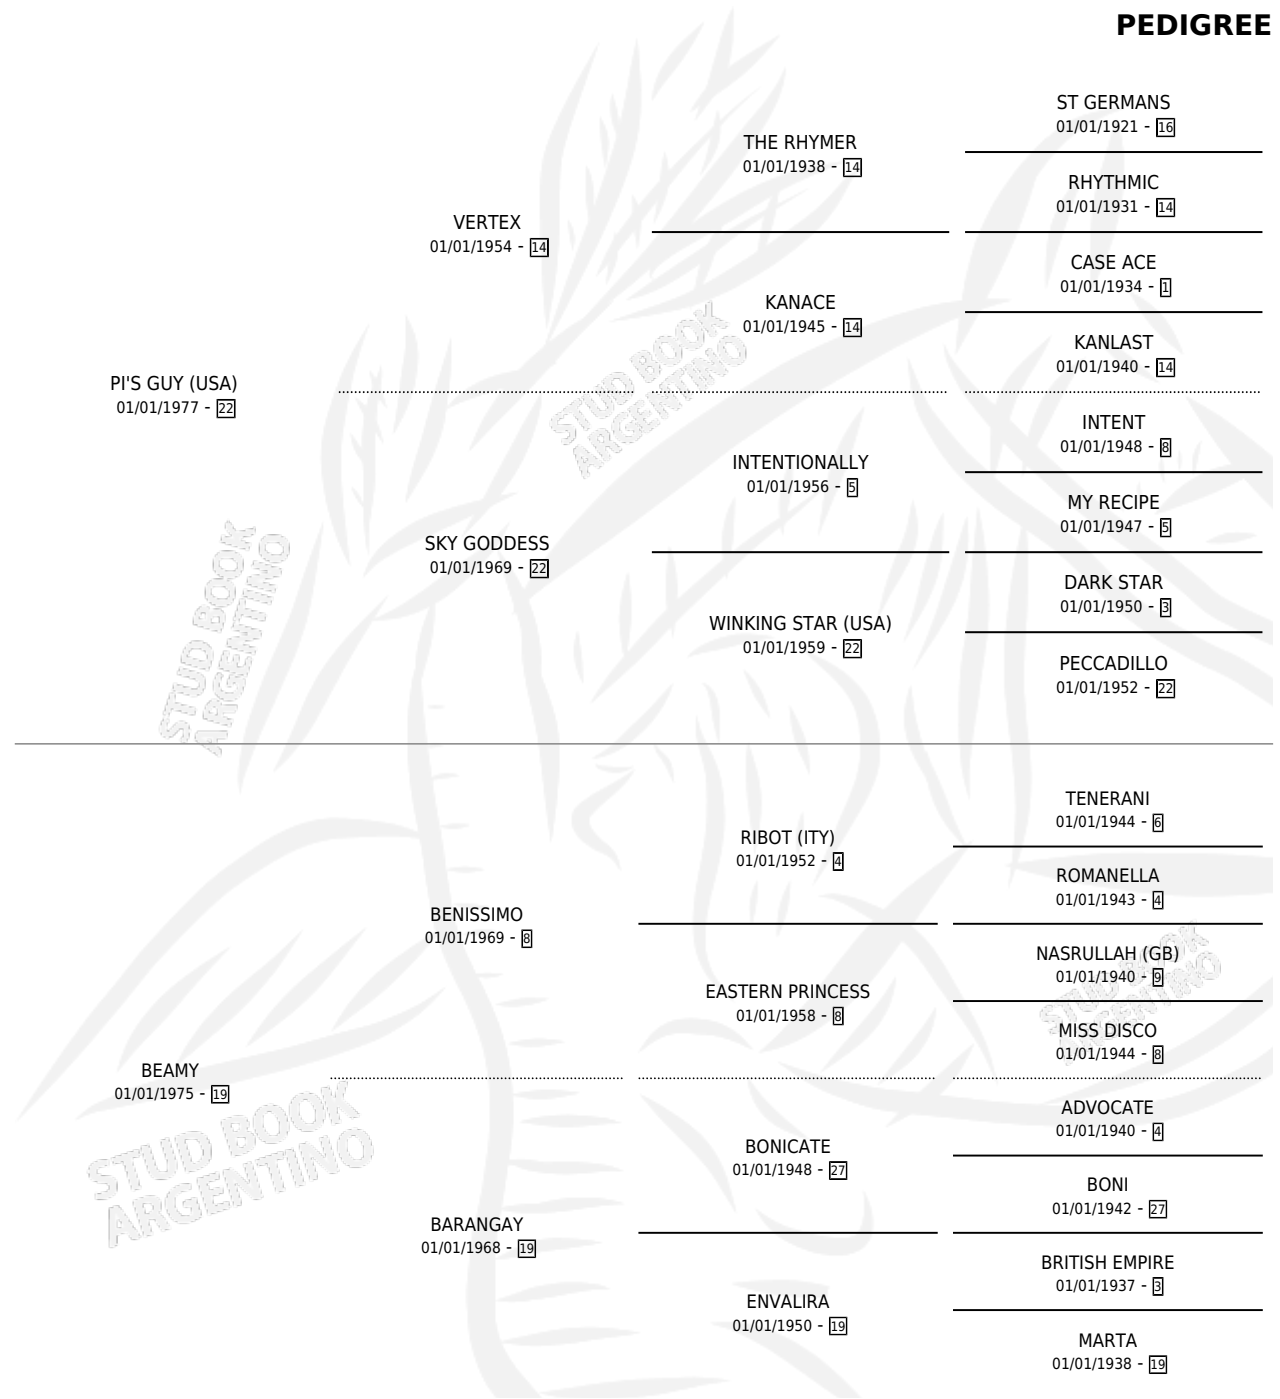 PEDIGREE
ST GERMANS
01/01/1921 - 16
THE RHYMER
01/01/1938 - 14
RHYTHMIC
01/01/1931 - 14
VERTEX
01/01/1954 - 14
CASE ACE
01/01/1934 - 1
KANACE
01/01/1945 - 14
KANLAST
01/01/1940 - 14
PI'S GUY (USA)
01/01/1977 - 22
INTENT
01/01/1948 - 8
INTENTIONALLY
01/01/1956 - 5
MY RECIPE
01/01/1947 - 5
SKY GODDESS
01/01/1969 - 22
DARK STAR
01/01/1950 - 3
WINKING STAR (USA)
01/01/1959 - 22
PECCADILLO
01/01/1952 - 22
TENERANI
01/01/1944 - 6
RIBOT (ITY)
01/01/1952 - 4
ROMANELLA
01/01/1943 - 4
BENISSIMO
01/01/1969 - 8
NASRULLAH (GB)
01/01/1940 - 9
EASTERN PRINCESS
01/01/1958 - 8
MISS DISCO
01/01/1944 - 8
BEAMY
01/01/1975 - 19
ADVOCATE
01/01/1940 - 4
BONICATE
01/01/1948 - 27
BONI
01/01/1942 - 27
BARANGAY
01/01/1968 - 19
BRITISH EMPIRE
01/01/1937 - 3
ENVALIRA
01/01/1950 - 19
MARTA
01/01/1938 - 19
STUD BOOK
ARGENTINO
STUD BOOK
ARGENTINO
STUD BOOK
ARGENTINO
STUD BOOK
ARGENTINO